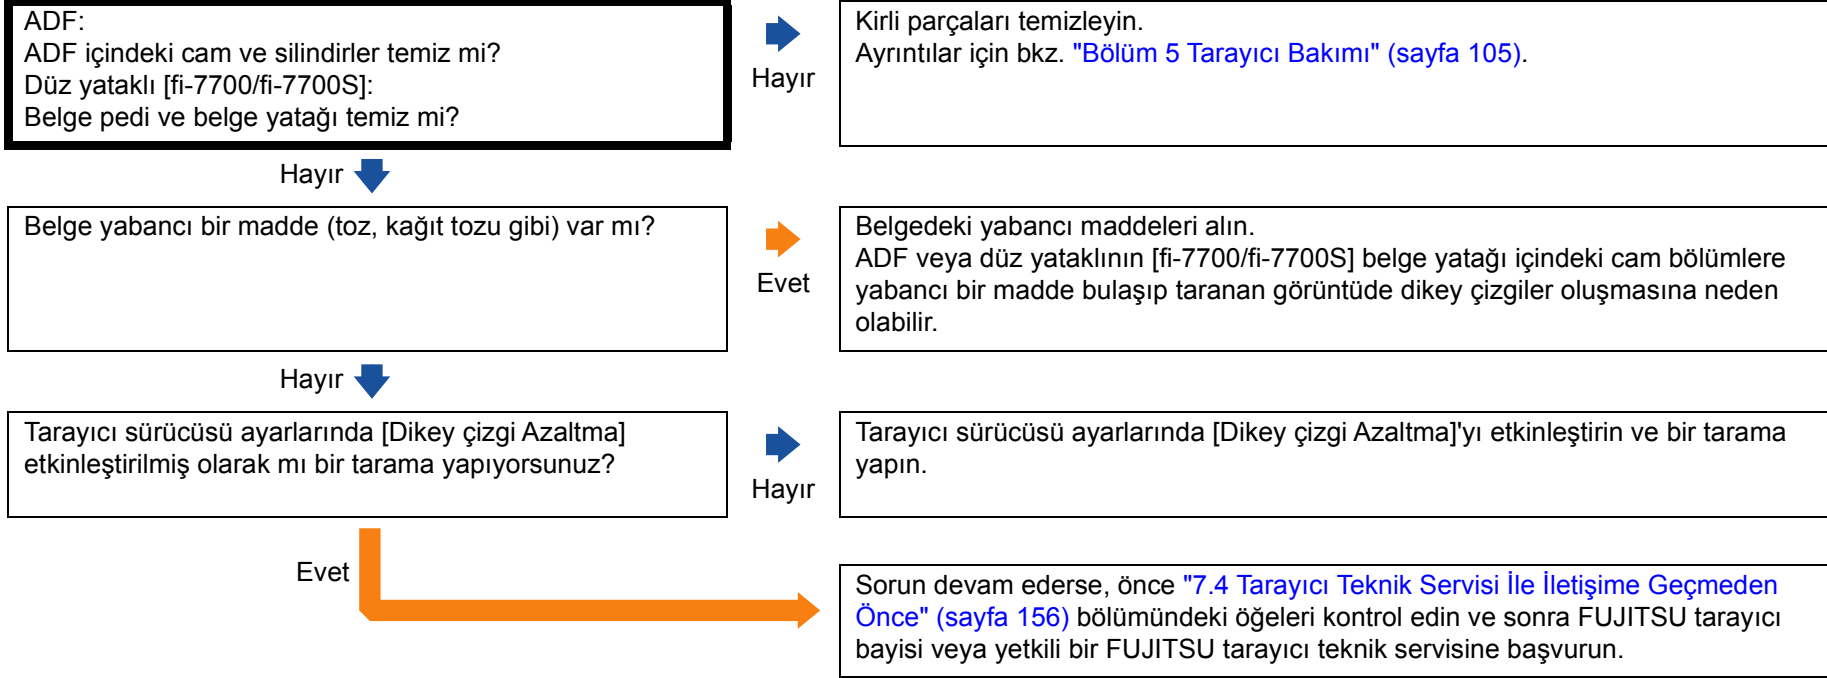 ADF:
ADF içindeki cam ve silindirler temiz mi?
Düz yataklı [fi-7700/fi-7700S]:
Belge pedi ve belge yatağı temiz mi?
Hayır
Kirli parçaları temizleyin.
Ayrıntılar için bkz. "Bölüm 5 Tarayıcı Bakımı" (sayfa 105).
Hayır
Belge yabancı bir madde (toz, kağıt tozu gibi) var mı?
Evet
Belgedeki yabancı maddeleri alın.
ADF veya düz yataklının [fi-7700/fi-7700S] belge yatağı içindeki cam bölümlere
yabancı bir madde bulaşıp taranan görüntüde dikey çizgiler oluşmasına neden
olabilir.
Hayır
Tarayıcı sürücüsü ayarlarında [Dikey çizgi Azaltma]
etkinleştirilmiş olarak mı bir tarama yapıyorsunuz?
Hayır
Tarayıcı sürücüsü ayarlarında [Dikey çizgi Azaltma]'yı etkinleştirin ve bir tarama
yapın.
Evet
Sorun devam ederse, önce "7.4 Tarayıcı Teknik Servisi İle İletişime Geçmeden
Önce" (sayfa 156) bölümündeki öğeleri kontrol edin ve sonra FUJITSU tarayıcı
bayisi veya yetkili bir FUJITSU tarayıcı teknik servisine başvurun.